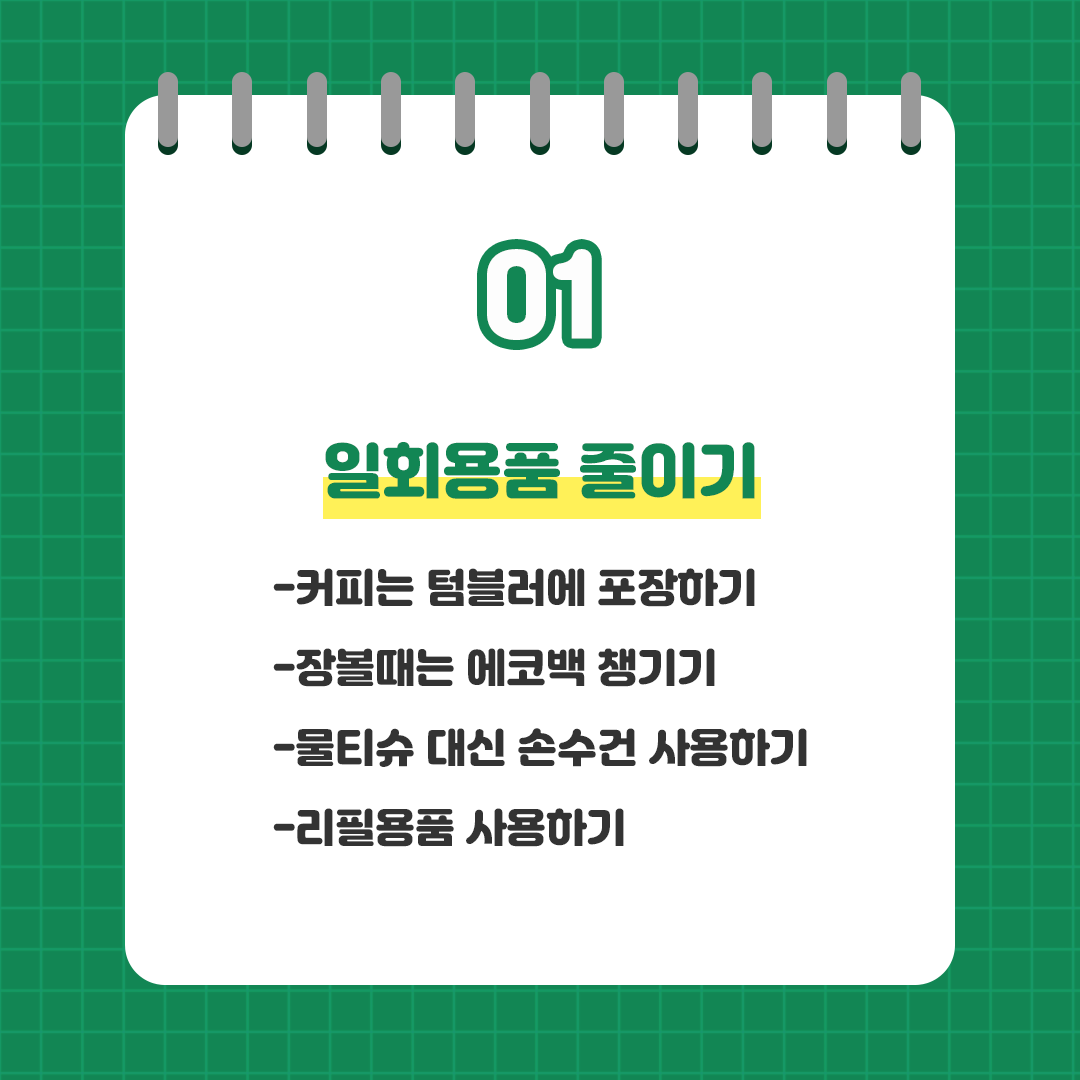 01
일회용품 줄이기
-커피는 텀블러에 포장하기
-장볼때는 에코백 챙기기
-물티슈 대신 손수건 사용하기
-리필용품 사용하기